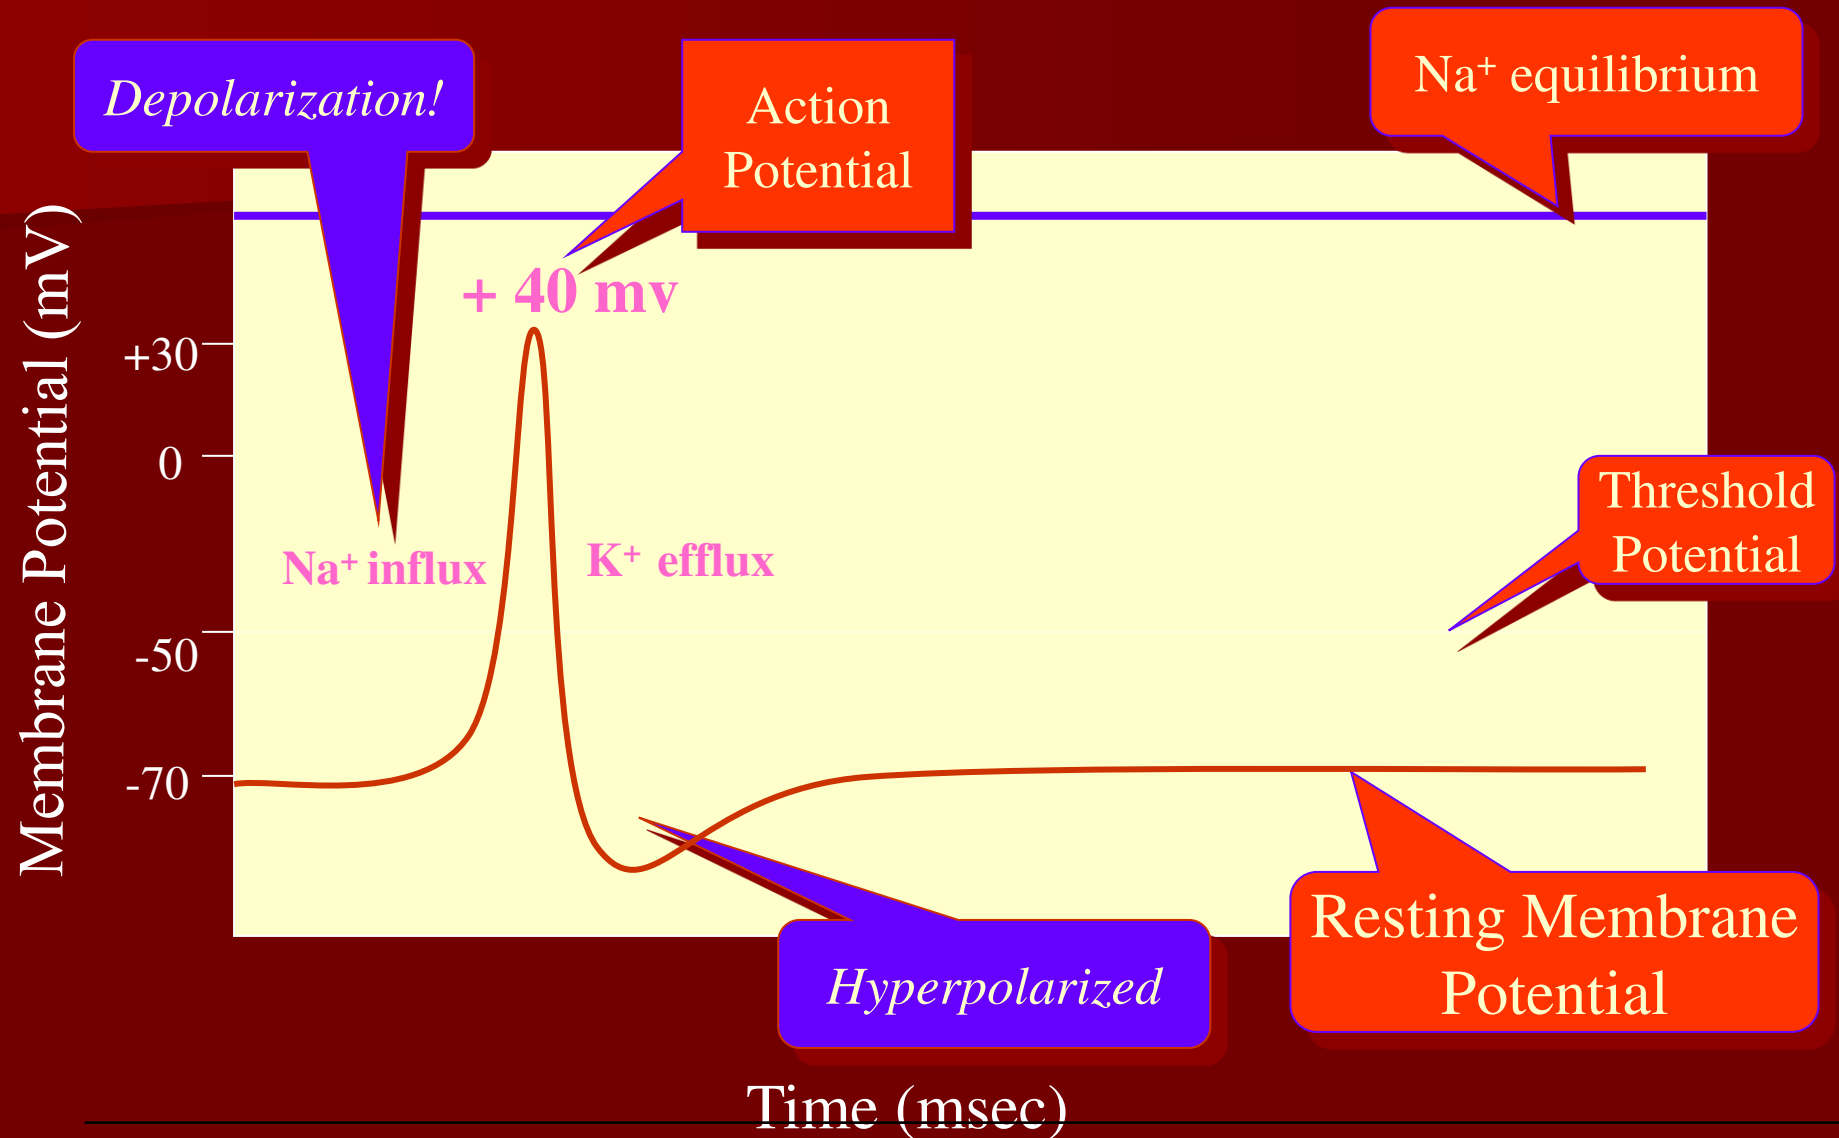 Depolarization!
Action
Potential
Na⁺ equilibrium
Membrane Potential (mV)
+ 40 mv
+30
0
Threshold
Potential
Na⁺ influx
K⁺ efflux
-50
-70
Resting Membrane
Potential
Hyperpolarized
Time (msec)